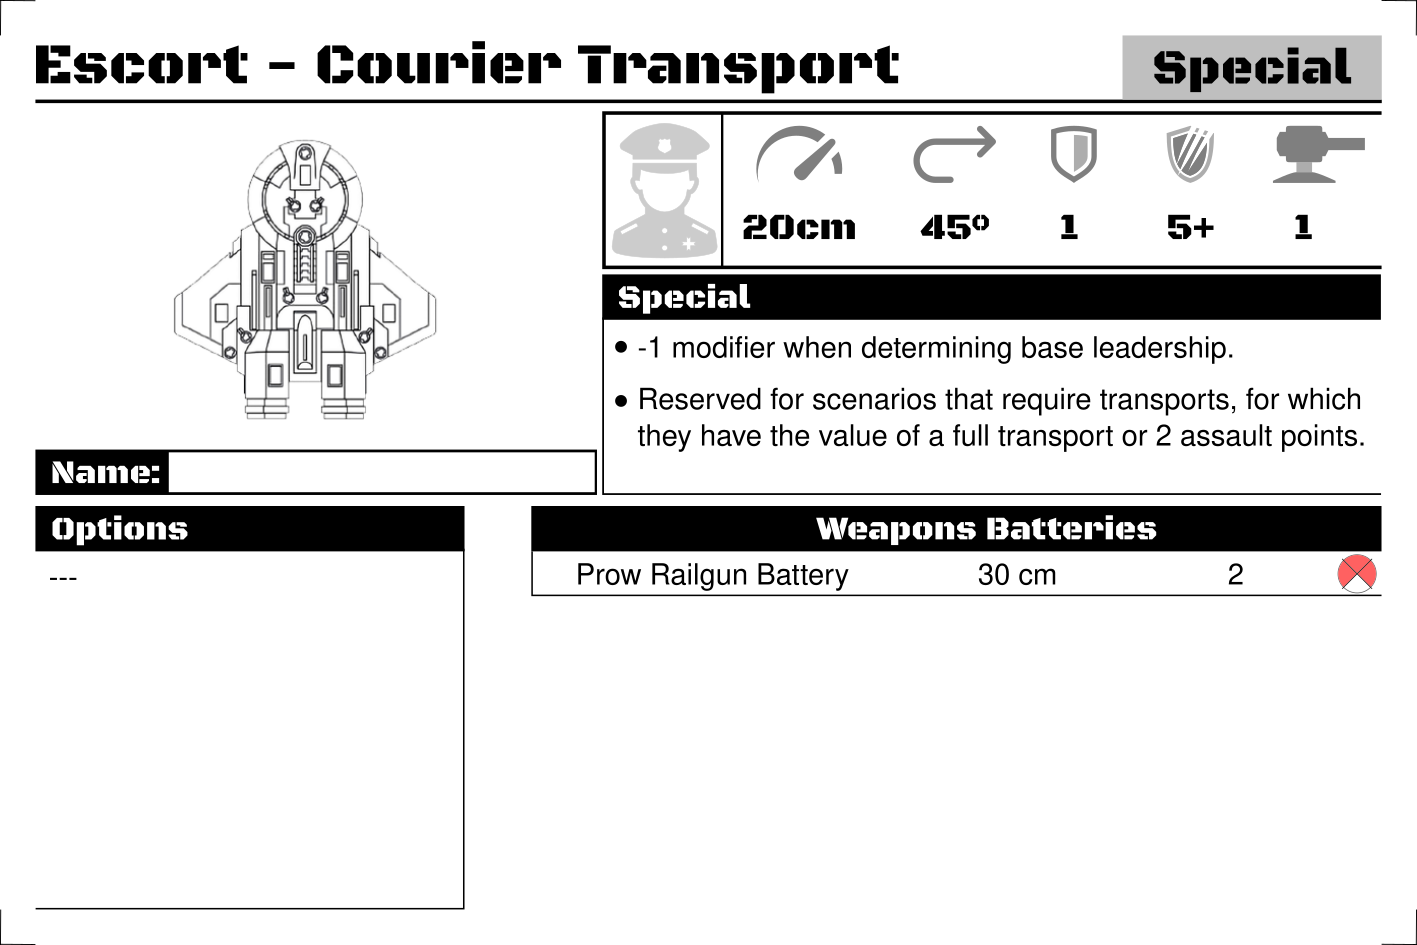 Escort - Courier Transport
Special
20cm 45º 1 5+ 1
Special
• -1 modifier when determining base leadership.
• Reserved for scenarios that require transports, for which
they have the value of a full transport or 2 assault points.
Name:
Options
---
Weapons Batteries
Prow Railgun Battery 30 cm 2